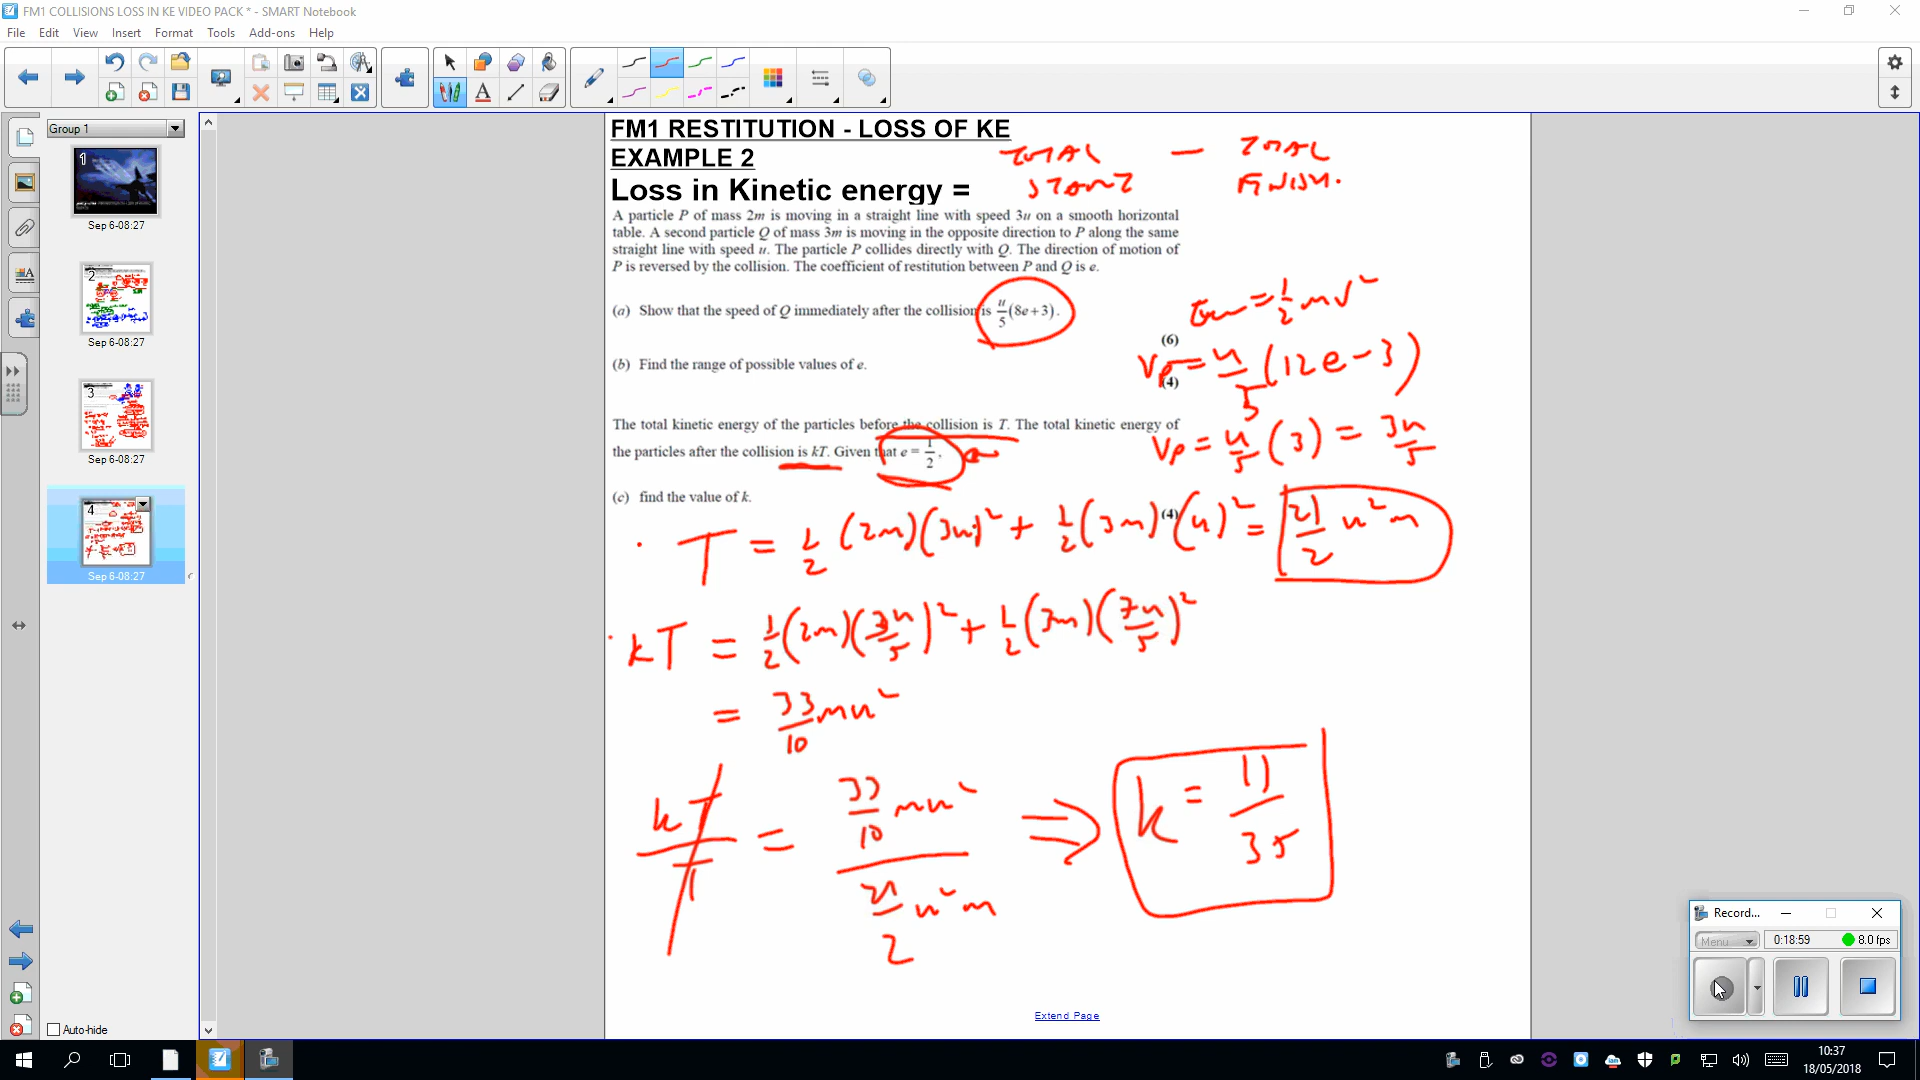 FM1 COLLISIONS LOSS IN KE VIDEO PACK * - SMART Notebook
File Edit View Insert Format Tools Add-ons Help
Group 1
1
Sep 6-08:27
2
Sep 6-08:27
3
Sep 6-08:27
4
Sep 6-08:27
Auto-hide
FM1 RESTITUTION - LOSS OF KE
EXAMPLE 2
Loss in Kinetic energy =
TOTAL START — TOTAL FINISH.
A particle P of mass 2m is moving in a straight line with speed 3u on a smooth horizontal
table. A second particle Q of mass 3m is moving in the opposite direction to P along the same
straight line with speed u. The particle P collides directly with Q. The direction of motion of
P is reversed by the collision. The coefficient of restitution between P and Q is e.
(a) Show that the speed of Q immediately after the collision is u/5 (8e+3).
(6)
(b) Find the range of possible values of e.
(4)
The total kinetic energy of the particles before the collision is T. The total kinetic energy of
the particles after the collision is kT. Given that e = 1/2,
(c) find the value of k.
(4)
= 1/2 mv²
Vp = u/5 (12e-3)
Vp = u/5 (3) = 3u/5
T = 1/2 (2m)(3u)² + 1/2 (3m)(u)² = 21/2 u²m
kT = 1/2 (2m)(3u/5)² + 1/2 (3m)(7u/5)²
= 33/10 mu²
kT/T = 33/10 mu² / 21/2 u²m ⇒ k = 11/35
Extend Page
Record...
Menu 0:18:59 8.0 fps
10:37
18/05/2018